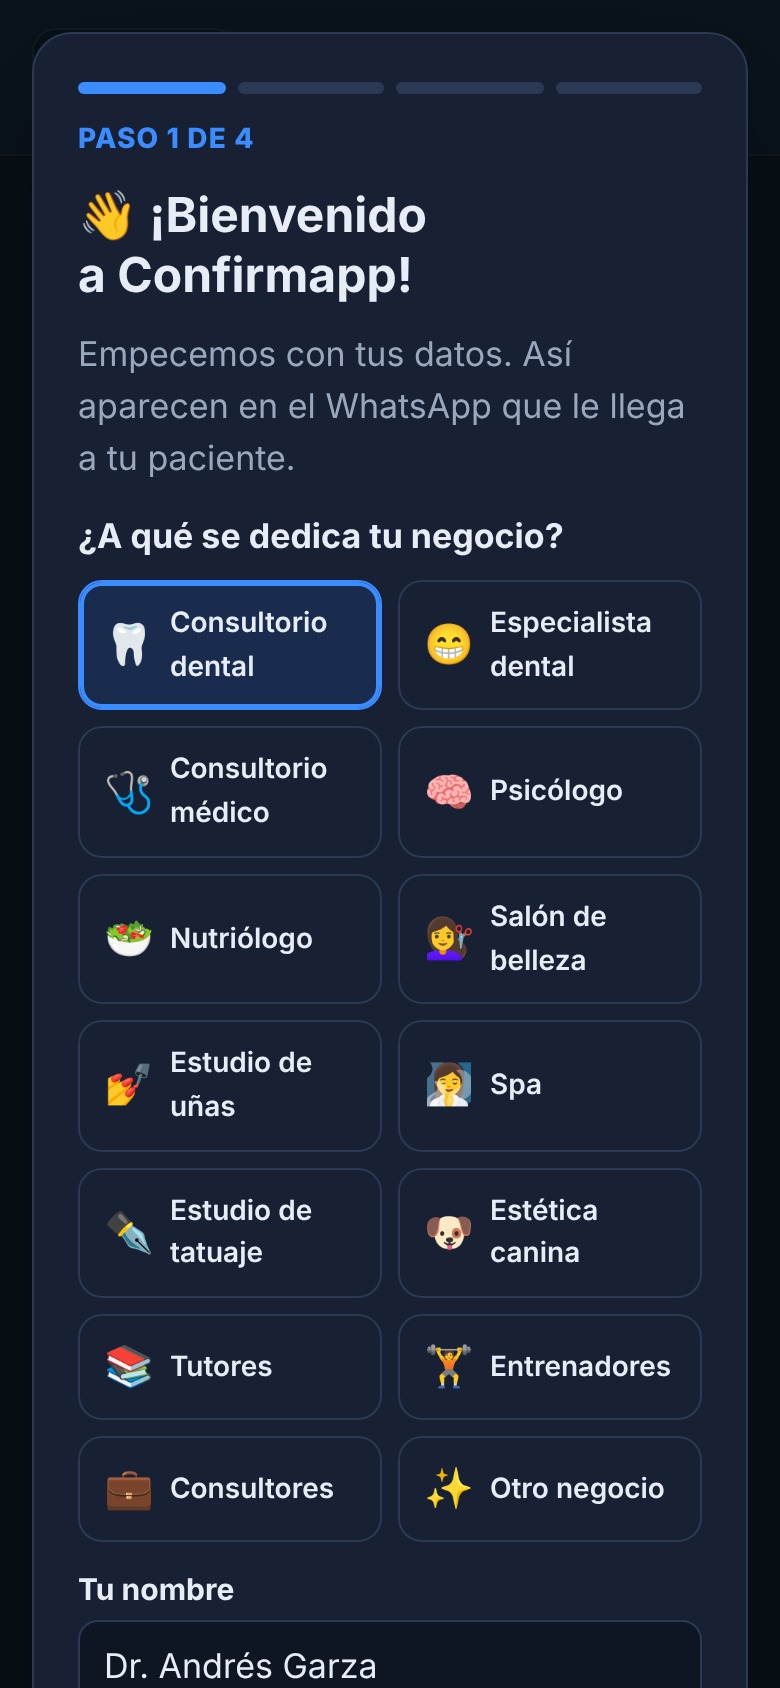 PASO 1 DE 4
👋 ¡Bienvenido
a Confirmapp!
Empecemos con tus datos. Así
aparecen en el WhatsApp que le llega
a tu paciente.
¿A qué se dedica tu negocio?
Consultorio
dental
Especialista
dental
Consultorio
médico
Psicólogo
Nutriólogo
Salón de
belleza
Estudio de
uñas
Spa
Estudio de
tatuaje
Estética
canina
Tutores
Entrenadores
Consultores
Otro negocio
Tu nombre
Dr. Andrés Garza